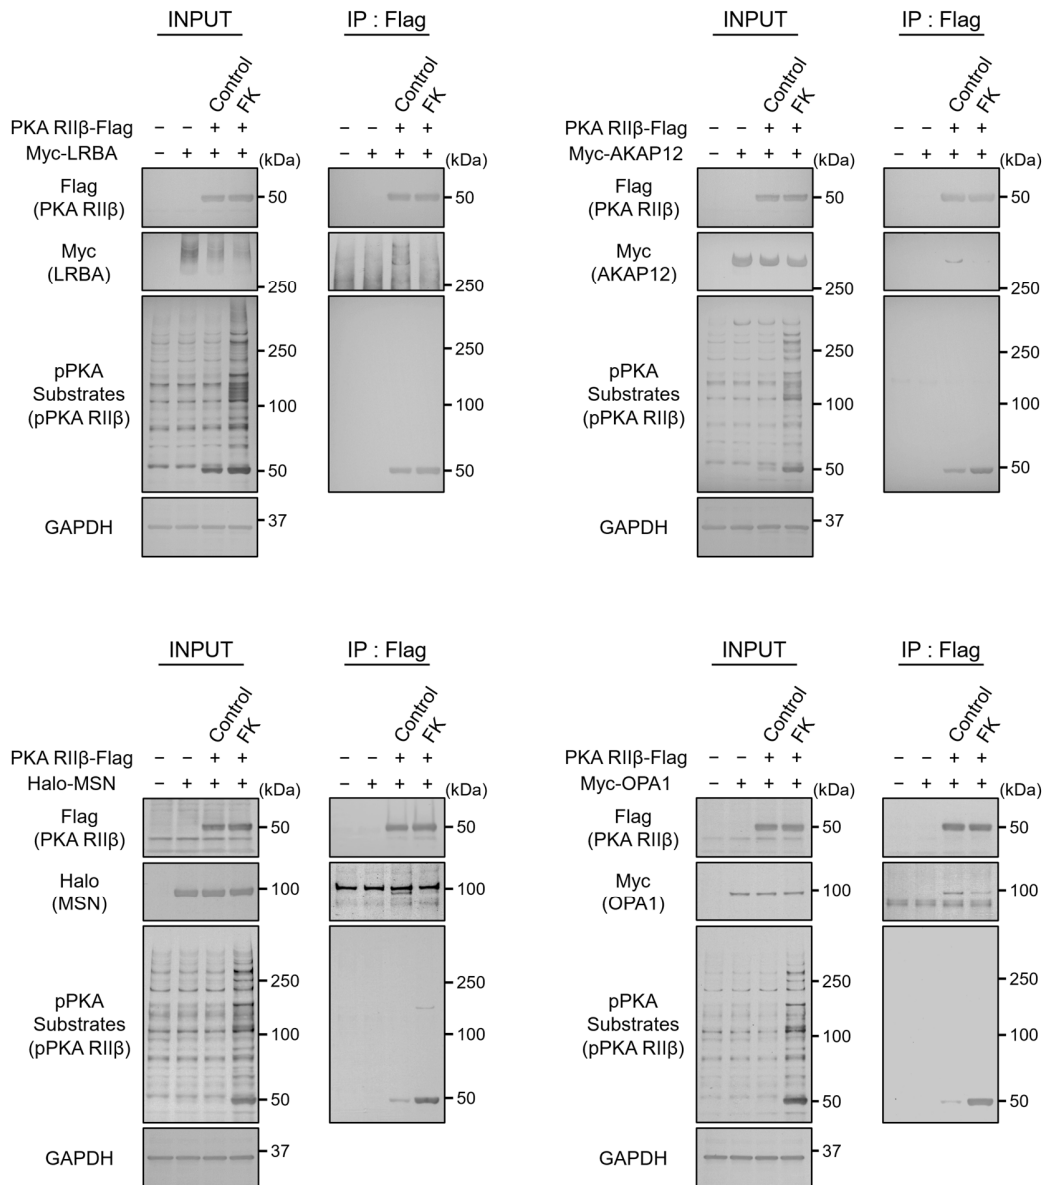 INPUT
IP : Flag
Control
FK
Control
FK
PKA RIIβ-Flag − − + + − − + +
Myc-LRBA − + + + (kDa) − + + + (kDa)
Flag
(PKA RIIβ)
50
50
Myc
(LRBA)
250
250
pPKA
Substrates
(pPKA RIIβ)
250
100
50
250
100
50
GAPDH
37
INPUT
IP : Flag
Control
FK
Control
FK
PKA RIIβ-Flag − − + + − − + +
Myc-AKAP12 − + + + (kDa) − + + + (kDa)
Flag
(PKA RIIβ)
50
50
Myc
(AKAP12)
250
250
pPKA
Substrates
(pPKA RIIβ)
250
100
50
250
100
50
GAPDH
37
INPUT
IP : Flag
Control
FK
Control
FK
PKA RIIβ-Flag − − + + − − + +
Halo-MSN − + + + (kDa) − + + + (kDa)
Flag
(PKA RIIβ)
50
50
Halo
(MSN)
100
100
pPKA
Substrates
(pPKA RIIβ)
250
100
50
250
100
50
GAPDH
37
INPUT
IP : Flag
Control
FK
Control
FK
PKA RIIβ-Flag − − + + − − + +
Myc-OPA1 − + + + (kDa) − + + + (kDa)
Flag
(PKA RIIβ)
50
50
Myc
(OPA1)
100
100
pPKA
Substrates
(pPKA RIIβ)
250
100
50
250
100
50
GAPDH
37